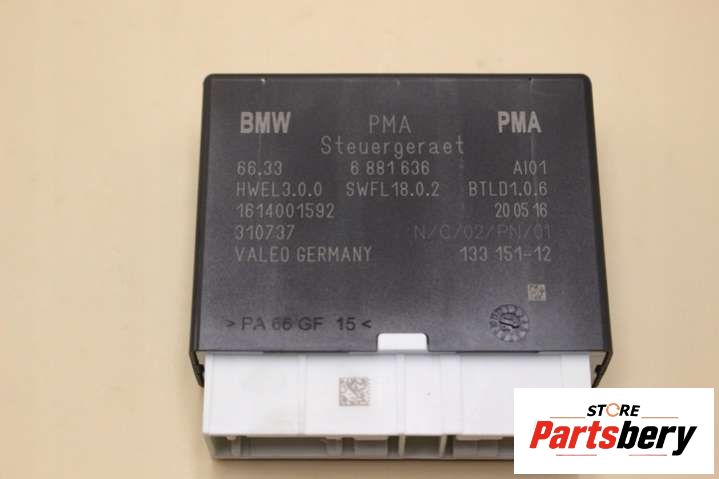 BMW PMA PMA
Steuergeraet
66.33 6 881 636 AI01
HWEL3.0.0 SWFL18.0.2 BTLD1.0.6
1614001592 20 05 16
310737 N/C/02/PN/01
VALEO GERMANY 133 151-12
> PA 66 GF 15 <
STORE
Partsbery